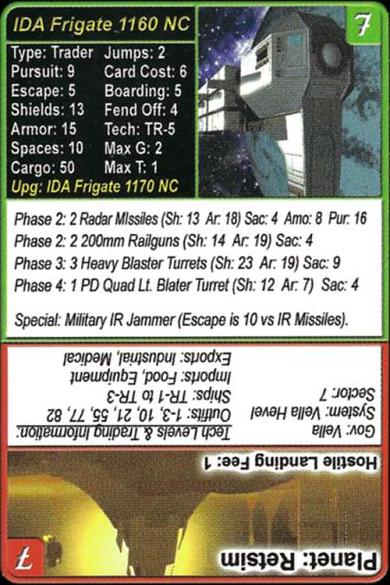 IDA Frigate 1160 NC
7
Type: Trader Jumps: 2
Pursuit: 9 Card Cost: 6
Escape: 5 Boarding: 5
Shields: 13 Fend Off: 4
Armor: 15 Tech: TR-5
Spaces: 10 Max G: 2
Cargo: 50 Max T: 1
Upg: IDA Frigate 1170 NC
Phase 2: 2 Radar MIssiles (Sh: 13 Ar: 18) Sac: 4 Amo: 8 Pur: 16
Phase 2: 2 200mm Railguns (Sh: 14 Ar: 19) Sac: 4
Phase 3: 3 Heavy Blaster Turrets (Sh: 23 Ar: 19) Sac: 9
Phase 4: 1 PD Quad Lt. Blater Turret (Sh: 12 Ar: 7) Sac: 4
Special: Military IR Jammer (Escape is 10 vs IR Missiles).
Planet: Retsim
7
Hostile Landing Fee: 1
Gov: Vella
System: Vella Hevel
Sector: 7
Tech Levels & Trading Information:
Outfits: 1-3, 10, 21, 55, 77, 82
Ships: TR-1 to TR-3
Imports: Food, Equipment
Exports: Industrial, Medical